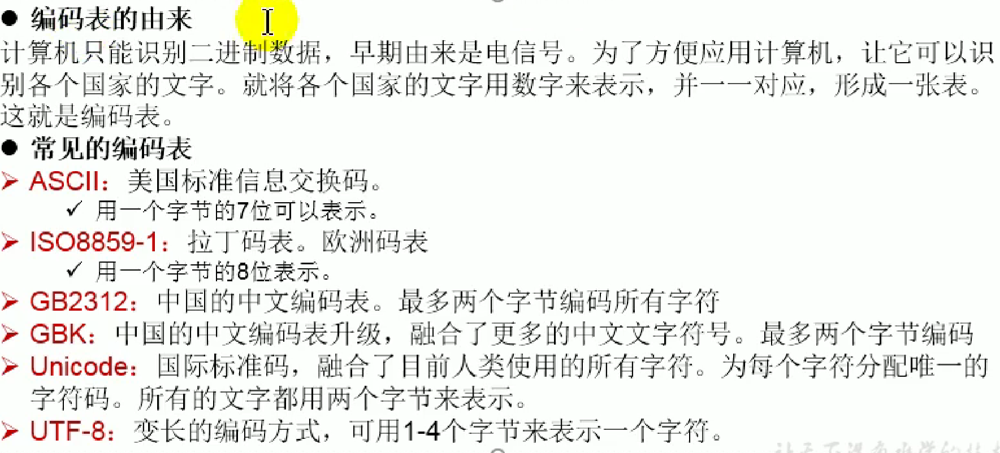 ● 编码表的由来
计算机只能识别二进制数据，早期由来是电信号。为了方便应用计算机，让它可以识
别各个国家的文字。就将各个国家的文字用数字来表示，并一一对应，形成一张表。
这就是编码表。
● 常见的编码表
➢ ASCII：美国标准信息交换码。
✓ 用一个字节的7位可以表示。
➢ ISO8859-1：拉丁码表。欧洲码表
✓ 用一个字节的8位表示。
➢ GB2312：中国的中文编码表。最多两个字节编码所有字符
➢ GBK：中国的中文编码表升级，融合了更多的中文文字符号。最多两个字节编码
➢ Unicode：国际标准码，融合了目前人类使用的所有字符。为每个字符分配唯一的
字符码。所有的文字都用两个字节来表示。
➢ UTF-8：变长的编码方式，可用1-4个字节来表示一个字符。